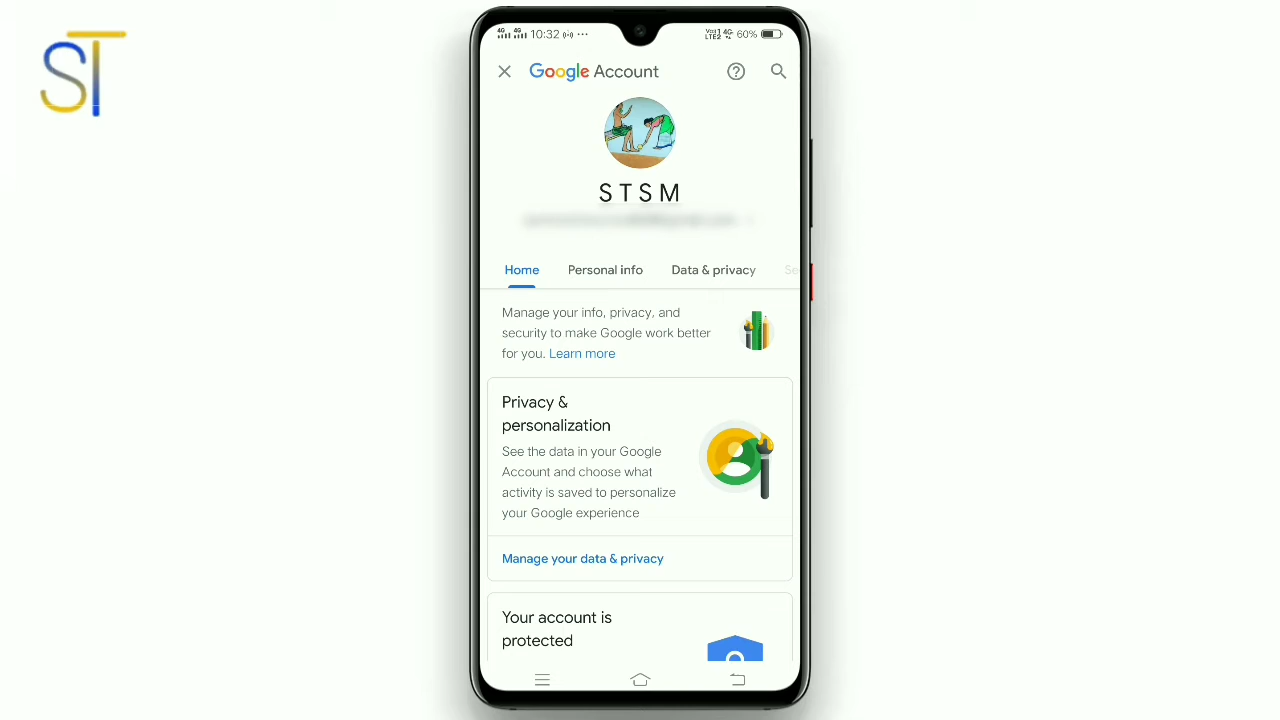 ST
10:32
60%
Google Account
S T S M
Home Personal info Data & privacy Se
Manage your info, privacy, and
security to make Google work better
for you. Learn more
Privacy &
personalization
See the data in your Google
Account and choose what
activity is saved to personalize
your Google experience
Manage your data & privacy
Your account is
protected